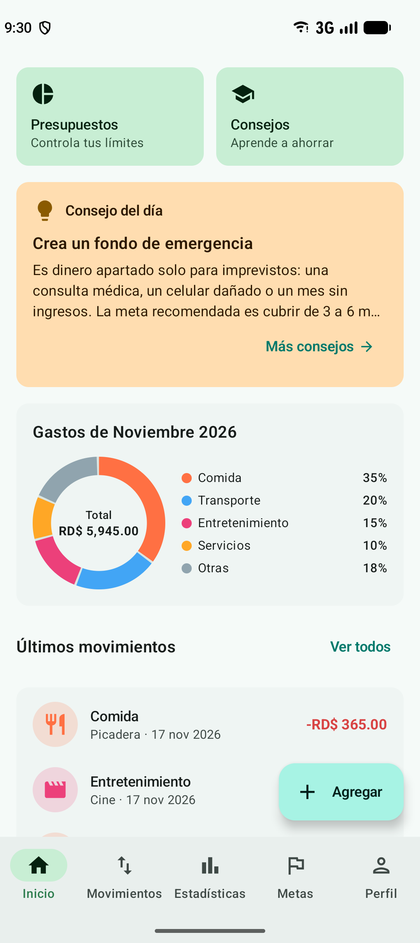 9:30
3G
Presupuestos
Controla tus límites
Consejos
Aprende a ahorrar
Consejo del día
Crea un fondo de emergencia
Es dinero apartado solo para imprevistos: una
consulta médica, un celular dañado o un mes sin
ingresos. La meta recomendada es cubrir de 3 a 6 m...
Más consejos →
Gastos de Noviembre 2026
Total
RD$ 5,945.00
Comida 35%
Transporte 20%
Entretenimiento 15%
Servicios 10%
Otras 18%
Últimos movimientos
Ver todos
Comida
Picadera · 17 nov 2026
-RD$ 365.00
Entretenimiento
Cine · 17 nov 2026
+ Agregar
Inicio
Movimientos
Estadísticas
Metas
Perfil